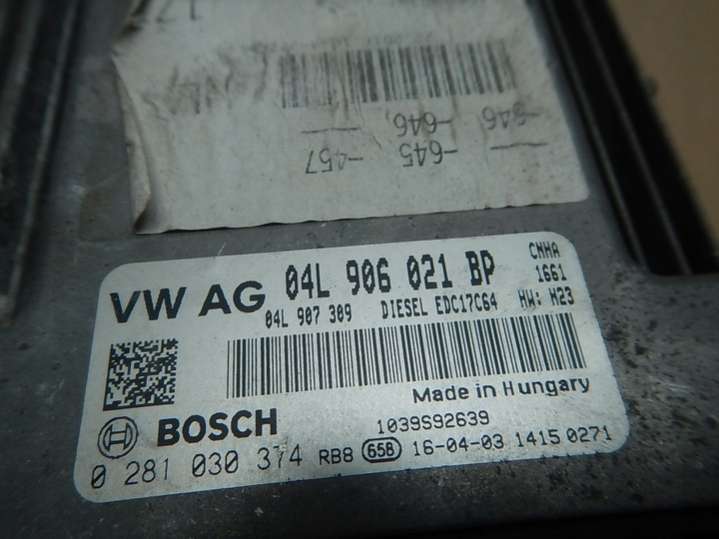 -646
-646,
-645
-457
VW AG 04L 906 021 BP CNHA
04L 907 309 DIESEL EDC17C64 1661
HW: H23
Made in Hungary
BOSCH 1039S92639
0 281 030 374 RB8 658 16-04-03 1415 0271